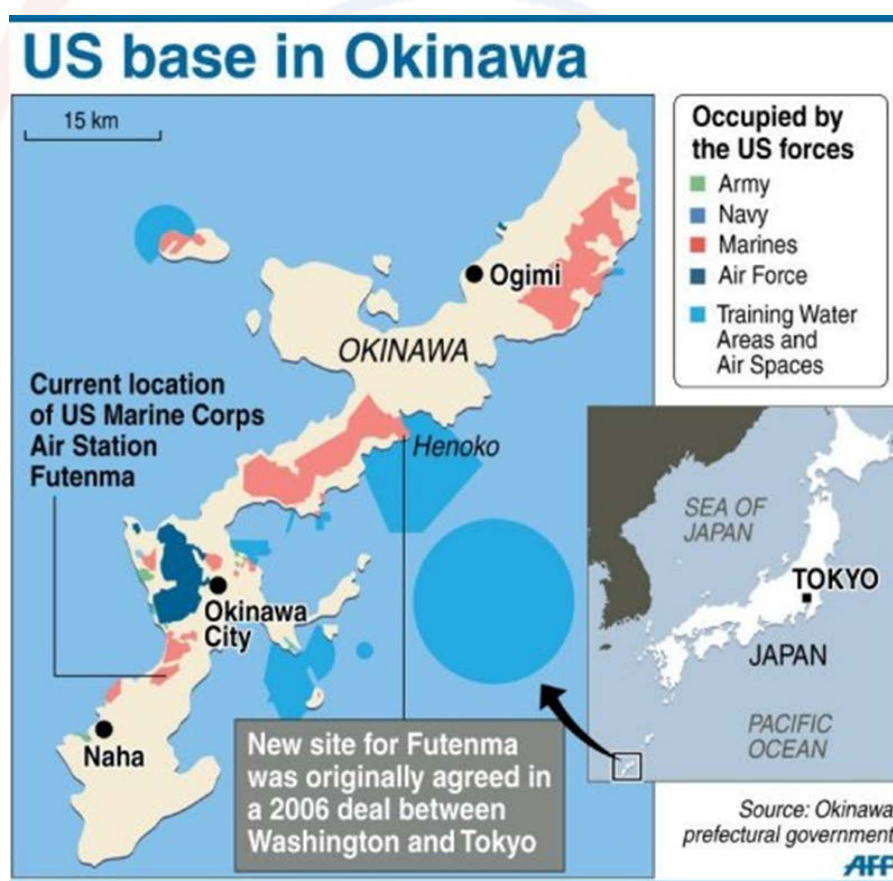 US base in Okinawa
15 km
Occupied by
the US forces
Army
Navy
Marines
Air Force
Training Water
Areas and
Air Spaces
Ogimi
OKINAWA
Current location
of US Marine Corps
Air Station
Futenma
Henoko
Okinawa
City
Naha
New site for Futenma
was originally agreed in
a 2006 deal between
Washington and Tokyo
SEA OF
JAPAN
TOKYO
JAPAN
PACIFIC
OCEAN
Source: Okinawa
prefectural government
AFP